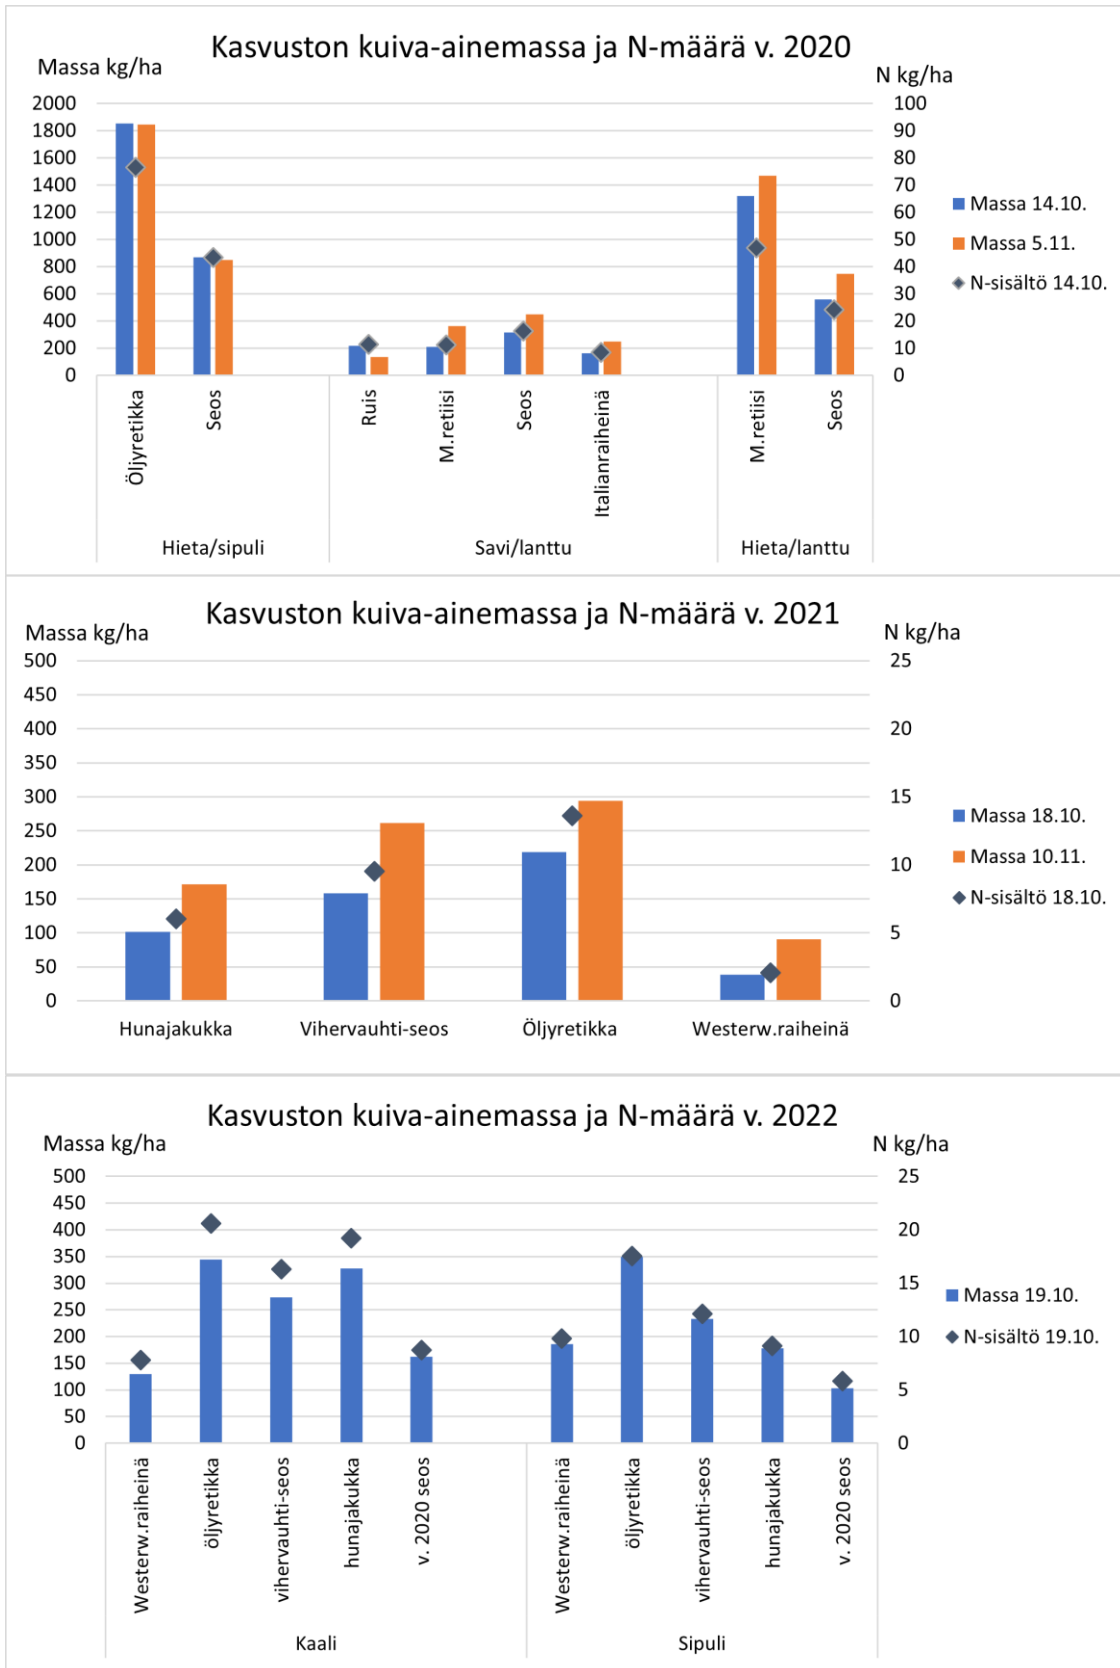 Kasvuston kuiva-ainemassa ja N-määrä v. 2020
Massa kg/ha
N kg/ha
2000
1800
1600
1400
1200
1000
800
600
400
200
0
100
90
80
70
60
50
40
30
20
10
0
Massa 14.10.
Massa 5.11.
N-sisältö 14.10.
Öljyretikka
Seos
Ruis
M.retiisi
Seos
Italianraiheinä
M.retiisi
Seos
Hieta/sipuli
Savi/lanttu
Hieta/lanttu
Kasvuston kuiva-ainemassa ja N-määrä v. 2021
Massa kg/ha
N kg/ha
500
450
400
350
300
250
200
150
100
50
0
25
20
15
10
5
0
Massa 18.10.
Massa 10.11.
N-sisältö 18.10.
Hunajakukka
Vihervauhti-seos
Öljyretikka
Westerw.raiheinä
Kasvuston kuiva-ainemassa ja N-määrä v. 2022
Massa kg/ha
N kg/ha
500
450
400
350
300
250
200
150
100
50
0
25
20
15
10
5
0
Massa 19.10.
N-sisältö 19.10.
Westerw.raiheinä
öljyretikka
vihervauhti-seos
hunajakukka
v. 2020 seos
Westerw.raiheinä
öljyretikka
vihervauhti-seos
hunajakukka
v. 2020 seos
Kaali
Sipuli